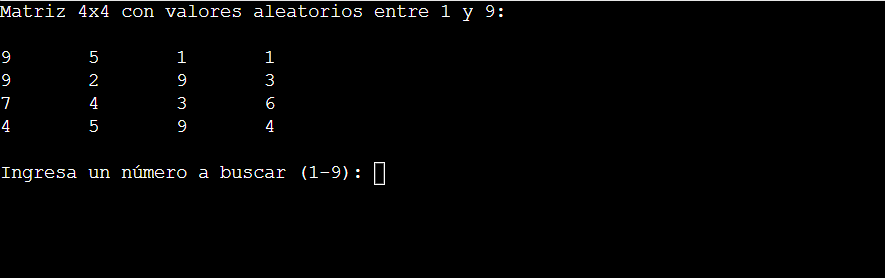 Matriz 4x4 con valores aleatorios entre 1 y 9:
9 5 1 1
9 2 9 3
7 4 3 6
4 5 9 4
Ingresa un número a buscar (1-9):